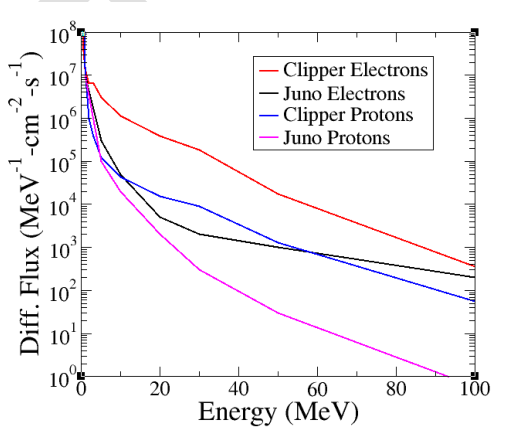 10^8
10^7
10^6
10^5
10^4
10^3
10^2
10^1
10^0
Diff. Flux (MeV^-1-cm^-2-s^-1)
Clipper Electrons
Juno Electrons
Clipper Protons
Juno Protons
0 20 40 60 80 100
Energy (MeV)